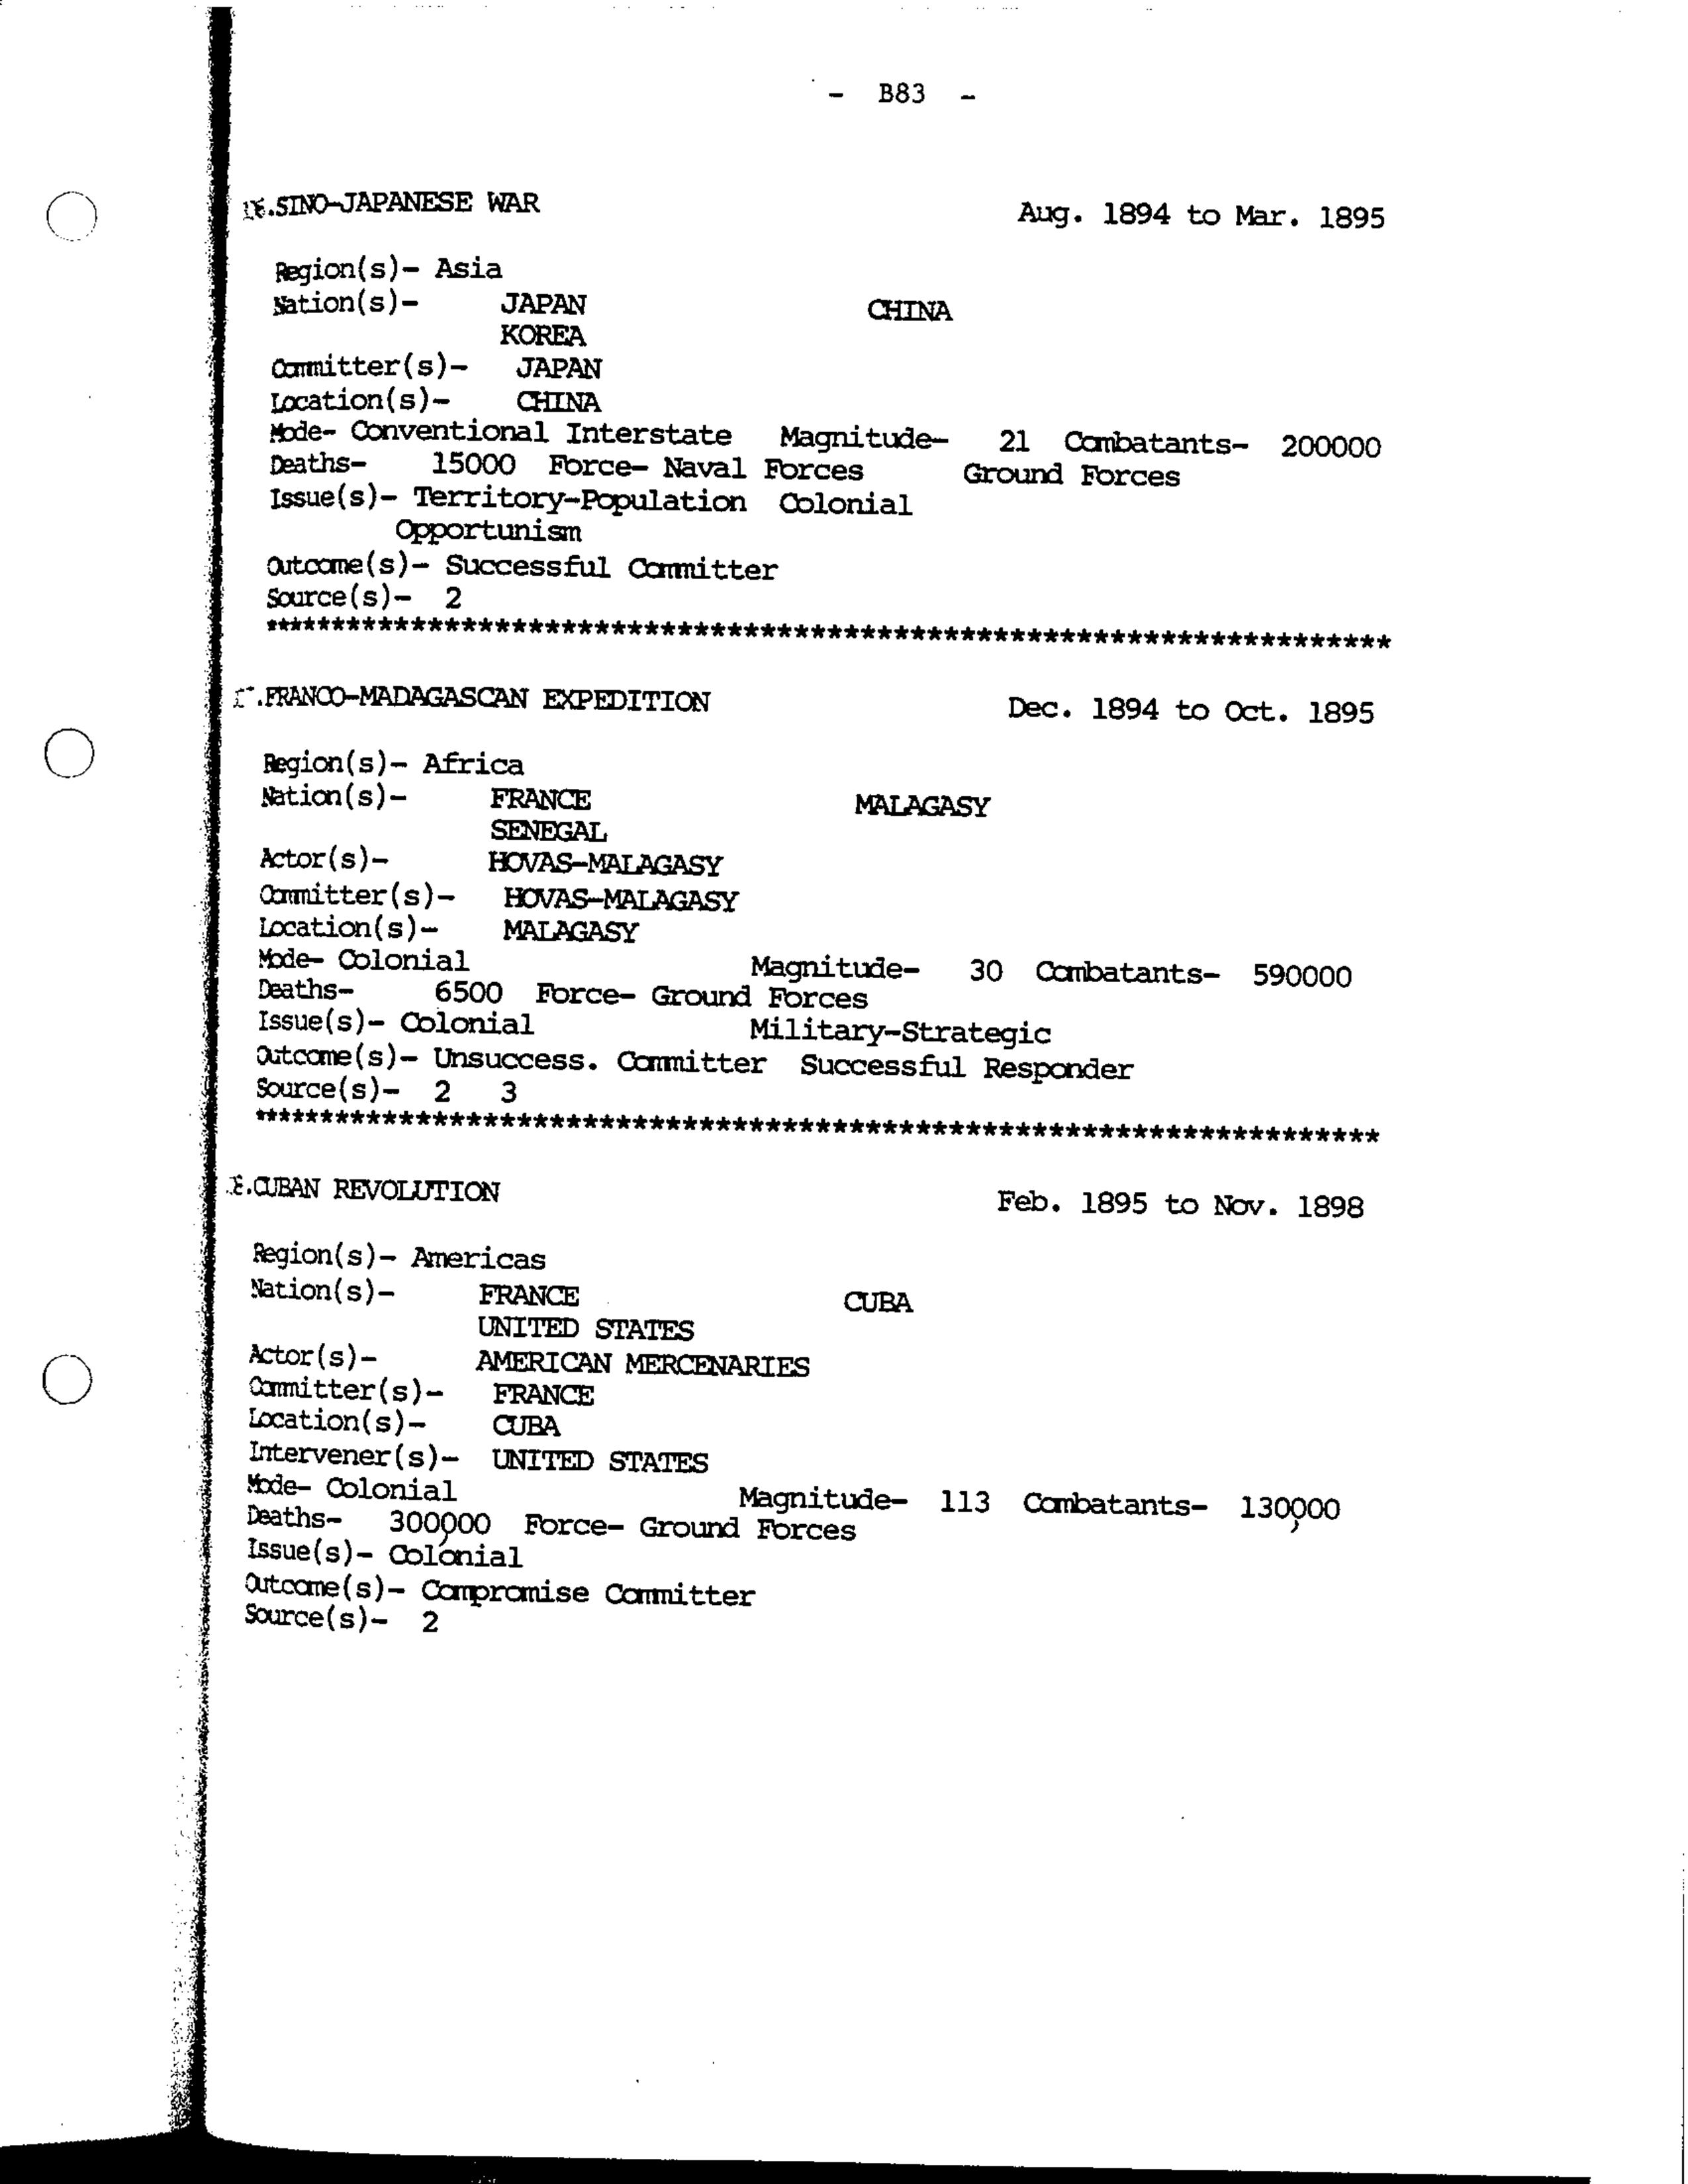 - B83 -
.SINO-JAPANESE WAR Aug. 1894 to Mar. 1895
Region(s)- Asia
Nation(s)- JAPAN CHINA
KOREA
Committer(s)- JAPAN
Location(s)- CHINA
Mode- Conventional Interstate Magnitude- 21 Combatants- 200000
Deaths- 15000 Force- Naval Forces Ground Forces
Issue(s)- Territory-Population Colonial
Opportunism
Outcome(s)- Successful Committer
Source(s)- 2
**********************************************************************
.FRANCO-MADAGASCAN EXPEDITION Dec. 1894 to Oct. 1895
Region(s)- Africa
Nation(s)- FRANCE MALAGASY
SENEGAL
Actor(s)- HOVAS-MALAGASY
Committer(s)- HOVAS-MALAGASY
Location(s)- MALAGASY
Mode- Colonial Magnitude- 30 Combatants- 590000
Deaths- 6500 Force- Ground Forces
Issue(s)- Colonial Military-Strategic
Outcome(s)- Unsuccess. Committer Successful Responder
Source(s)- 2 3
**********************************************************************
.CUBAN REVOLUTION Feb. 1895 to Nov. 1898
Region(s)- Americas
Nation(s)- FRANCE CUBA
UNITED STATES
Actor(s)- AMERICAN MERCENARIES
Committer(s)- FRANCE
Location(s)- CUBA
Intervener(s)- UNITED STATES
Mode- Colonial Magnitude- 113 Combatants- 130,000
Deaths- 300,000 Force- Ground Forces
Issue(s)- Colonial
Outcome(s)- Compromise Committer
Source(s)- 2